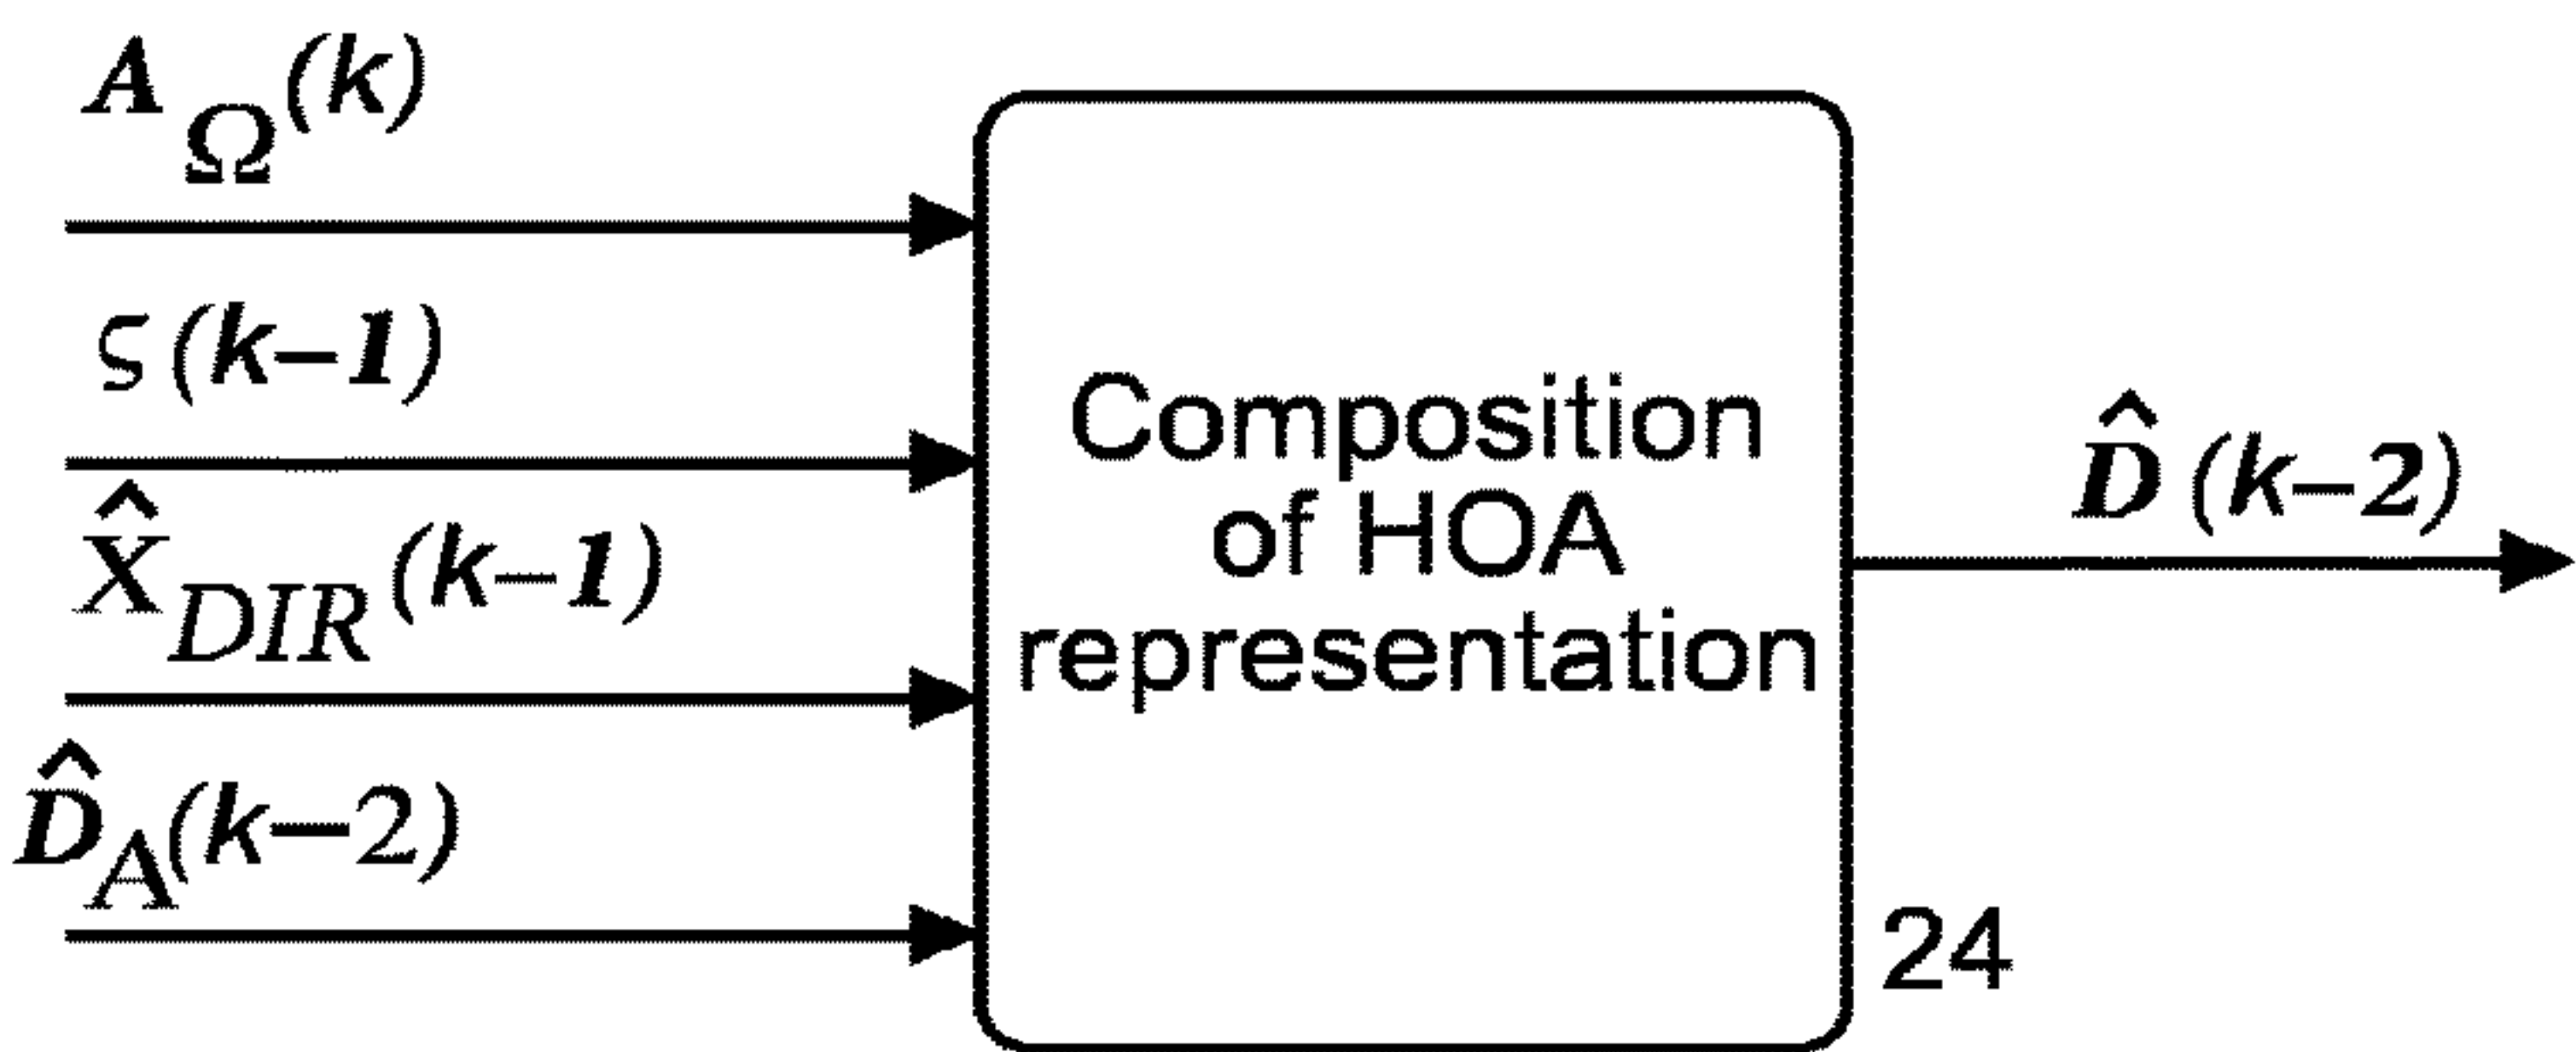 A_Ω(k)
ς(k–1)
X̂_DIR(k–1)
D̂_A(k–2)
Composition
of HOA
representation
D̂(k–2)
24